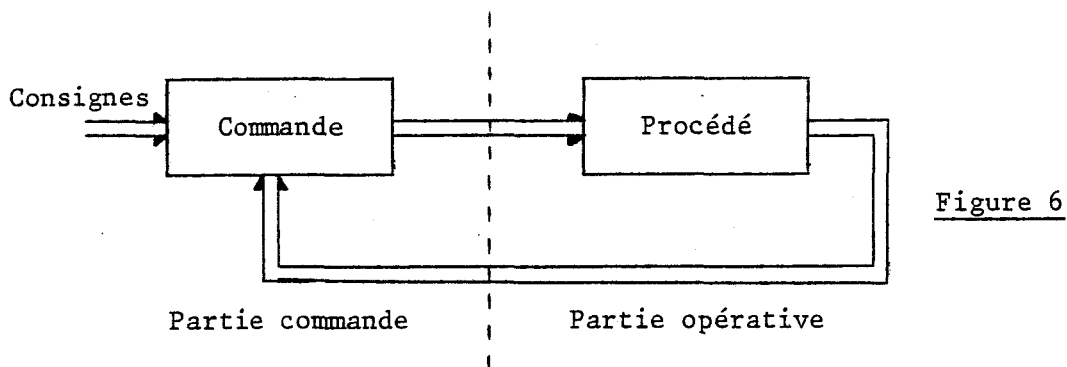 Consignes
Commande
Procédé
Figure 6
Partie commande
Partie opérative